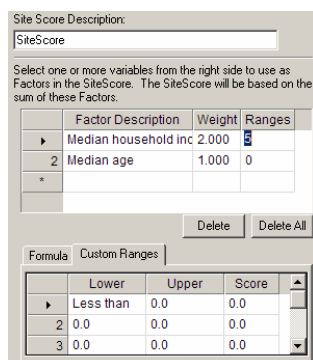 Site Score Description:
SiteScore
Select one or more variables from the right side to use as
Factors in the SiteScore. The SiteScore will be based on the
sum of these Factors.
Factor Description Weight Ranges
Median household inc 2.000 5
2 Median age 1.000 0
*
Delete Delete All
Formula Custom Ranges
Lower Upper Score
Less than 0.0 0.0
2 0.0 0.0 0.0
3 0.0 0.0 0.0